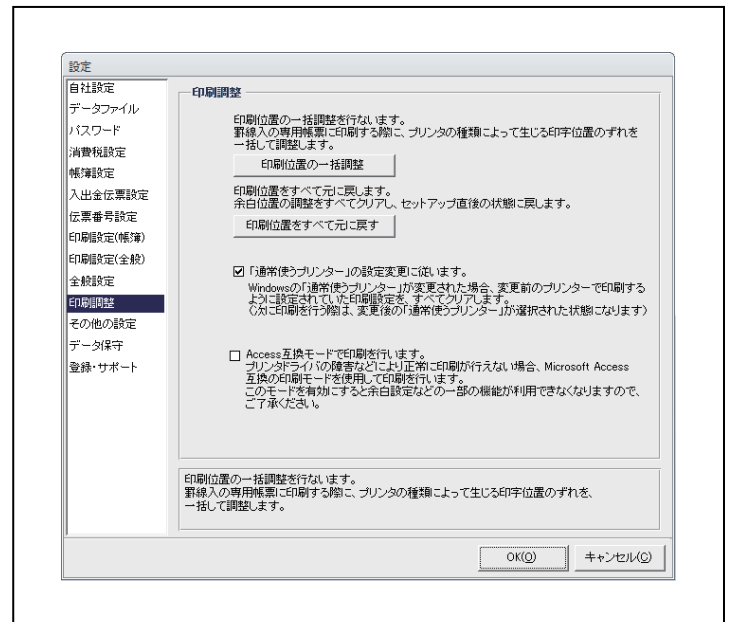 設定
自社設定
データファイル
パスワード
消費税設定
帳簿設定
入出金伝票設定
伝票番号設定
印刷設定(帳簿)
印刷設定(全般)
全般設定
印刷調整
その他の設定
データ保守
登録・サポート
印刷調整
印刷位置の一括調整を行ないます。
罫線入の専用帳票に印刷する際に、プリンタの種類によって生じる印字位置のずれを
一括して調整します。
印刷位置の一括調整
印刷位置をすべて元に戻します。
余白位置の調整をすべてクリアし、セットアップ直後の状態に戻します。
印刷位置をすべて元に戻す
「通常使うプリンター」の設定変更に従います。
Windowsの「通常使うプリンター」が変更された場合、変更前のプリンターで印刷する
ように設定されていた印刷設定を、すべてクリアします。
(次に印刷を行う際は、変更後の「通常使うプリンター」が選択された状態になります)
Access互換モードで印刷を行います。
プリンタドライバの障害などにより正常に印刷が行えない場合、Microsoft Access
互換の印刷モードを使用して印刷を行います。
このモードを有効にすると余白設定などの一部の機能が利用できなくなりますので、
ご了承ください。
印刷位置の一括調整を行ないます。
罫線入の専用帳票に印刷する際に、プリンタの種類によって生じる印字位置のずれを、
一括して調整します。
OK(O)
キャンセル(C)